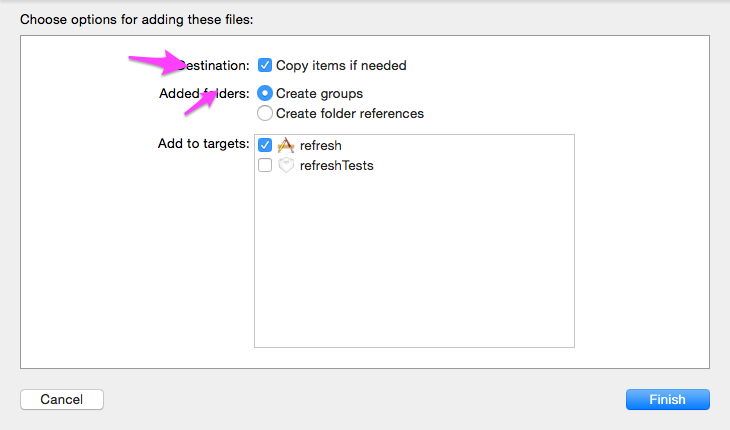 Choose options for adding these files:
Destination: Copy items if needed
Added folders: Create groups
Create folder references
Add to targets: refresh
refreshTests
Cancel Finish